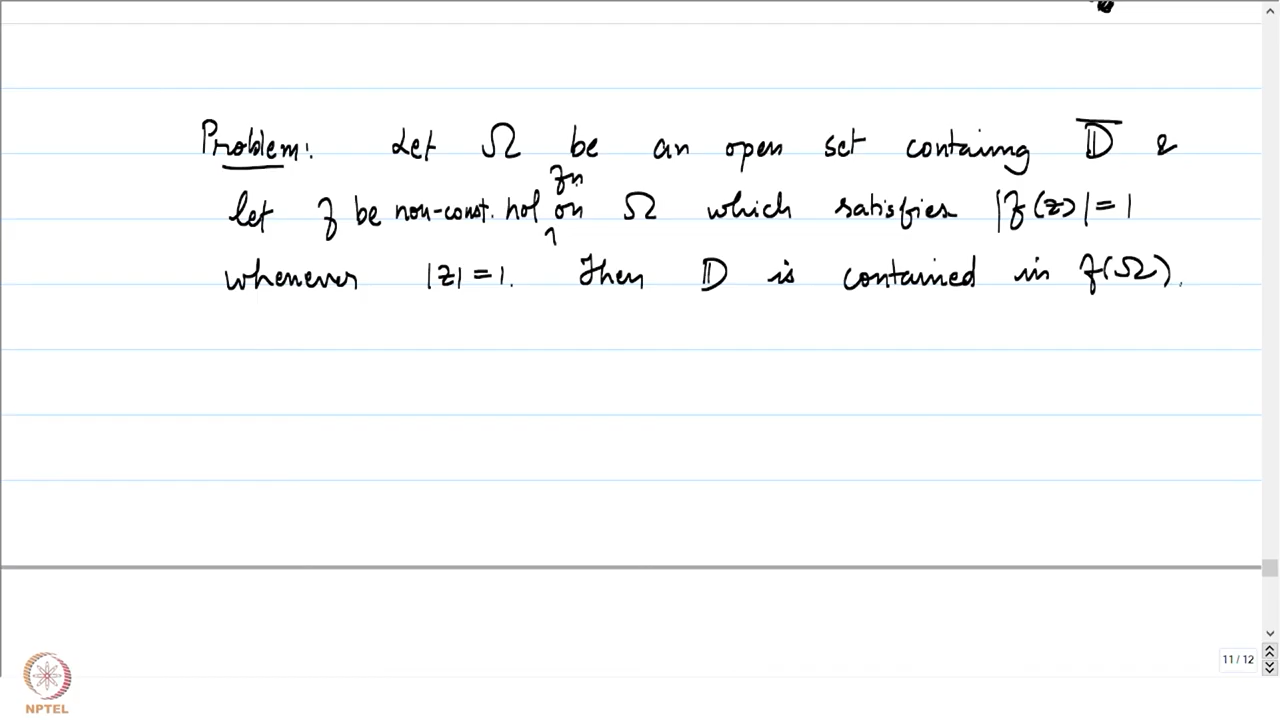 Problem: Let Ω be an open set containing D̅ &
let f be non-const. hol fn on Ω which satisfies |f(z)| = 1
whenever |z| = 1. Then D is contained in f(Ω).
11 / 12
NPTEL